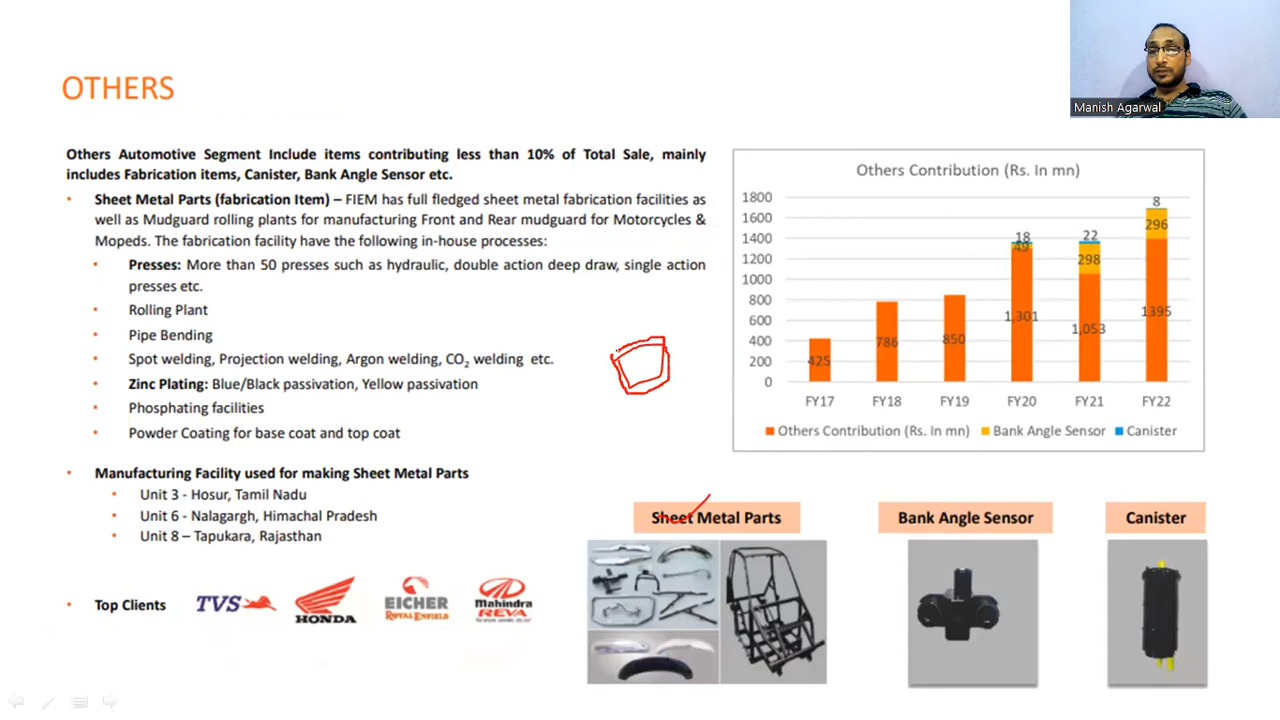 Manish Agarwal
OTHERS
Others Automotive Segment Include items contributing less than 10% of Total Sale, mainly
includes Fabrication items, Canister, Bank Angle Sensor etc.
• Sheet Metal Parts (fabrication Item) – FIEM has full fledged sheet metal fabrication facilities as
well as Mudguard rolling plants for manufacturing Front and Rear mudguard for Motorcycles &
Mopeds. The fabrication facility have the following in-house processes:
• Presses: More than 50 presses such as hydraulic, double action deep draw, single action
presses etc.
• Rolling Plant
• Pipe Bending
• Spot welding, Projection welding, Argon welding, CO₂ welding etc.
• Zinc Plating: Blue/Black passivation, Yellow passivation
• Phosphating facilities
• Powder Coating for base coat and top coat
• Manufacturing Facility used for making Sheet Metal Parts
• Unit 3 - Hosur, Tamil Nadu
• Unit 6 - Nalagargh, Himachal Pradesh
• Unit 8 – Tapukara, Rajasthan
• Top Clients
TVS
HONDA
EICHER
ROYAL ENFIELD
Mahindra
REVA
Others Contribution (Rs. In mn)
1800
1600
1400
1200
1000
800
600
400
200
0
425
786
850
18
49
1,301
22
298
1,053
8
296
1395
FY17 FY18 FY19 FY20 FY21 FY22
Others Contribution (Rs. In mn) Bank Angle Sensor Canister
Sheet Metal Parts
Bank Angle Sensor
Canister